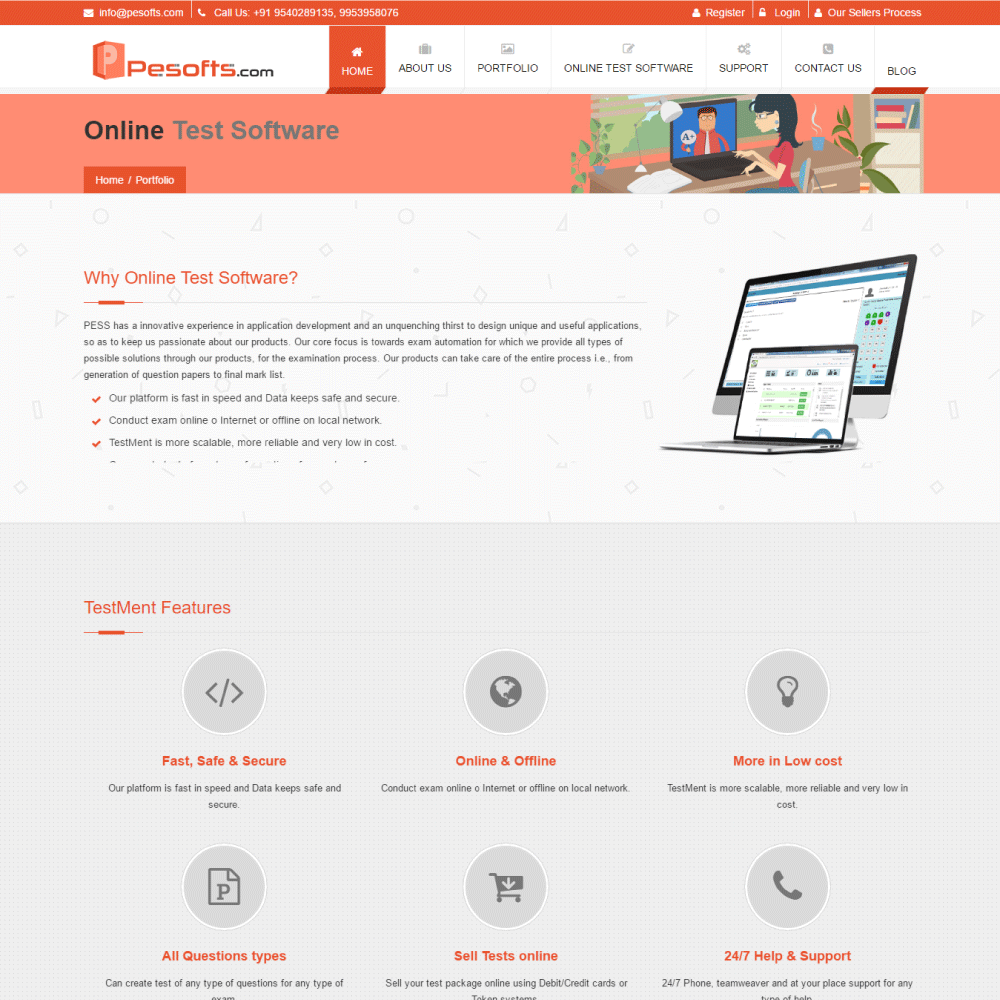 info@pesofts.com
Call Us: +91 9540289135, 9953958076
Register
Login
Our Sellers Process
Pesofts.com
HOME
ABOUT US
PORTFOLIO
ONLINE TEST SOFTWARE
SUPPORT
CONTACT US
BLOG
Online Test Software
A+
Home / Portfolio
Why Online Test Software?
PESS has a innovative experience in application development and an unquenching thirst to design unique and useful applications,
so as to keep us passionate about our products. Our core focus is towards exam automation for which we provide all types of
possible solutions through our products, for the examination process. Our products can take care of the entire process i.e., from
generation of question papers to final mark list.
Our platform is fast in speed and Data keeps safe and secure.
Conduct exam online o Internet or offline on local network.
TestMent is more scalable, more reliable and very low in cost.
TestMent Features
Fast, Safe & Secure
Our platform is fast in speed and Data keeps safe and
secure.
Online & Offline
Conduct exam online o Internet or offline on local network.
More in Low cost
TestMent is more scalable, more reliable and very low in
cost.
All Questions types
Can create test of any type of questions for any type of
exam
Sell Tests online
Sell your test package online using Debit/Credit cards or
Token systems
24/7 Help & Support
24/7 Phone, teamweaver and at your place support for any
type of help